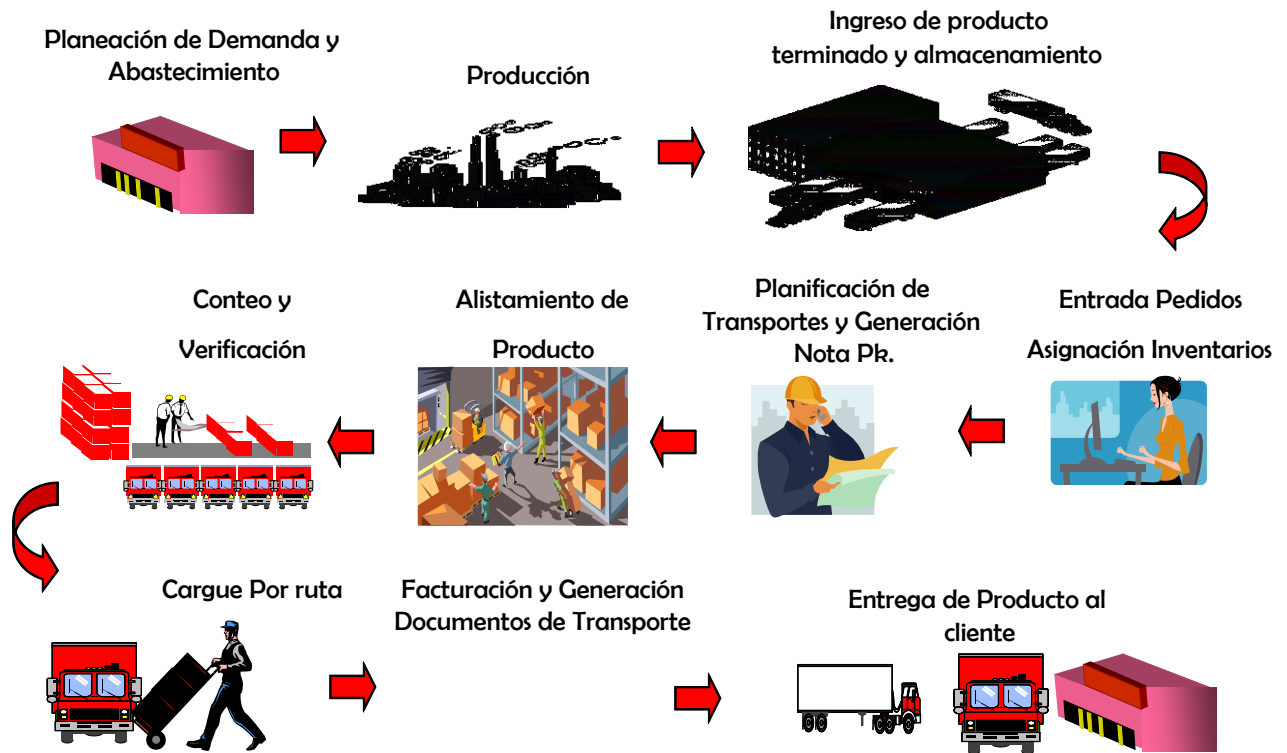 Planeación de Demanda y
Abastecimiento
Producción
Ingreso de producto
terminado y almacenamiento
Entrada Pedidos
Asignación Inventarios
Planificación de
Transportes y Generación
Nota Pk.
Alistamiento de
Producto
Conteo y
Verificación
Cargue Por ruta
Facturación y Generación
Documentos de Transporte
Entrega de Producto al
cliente